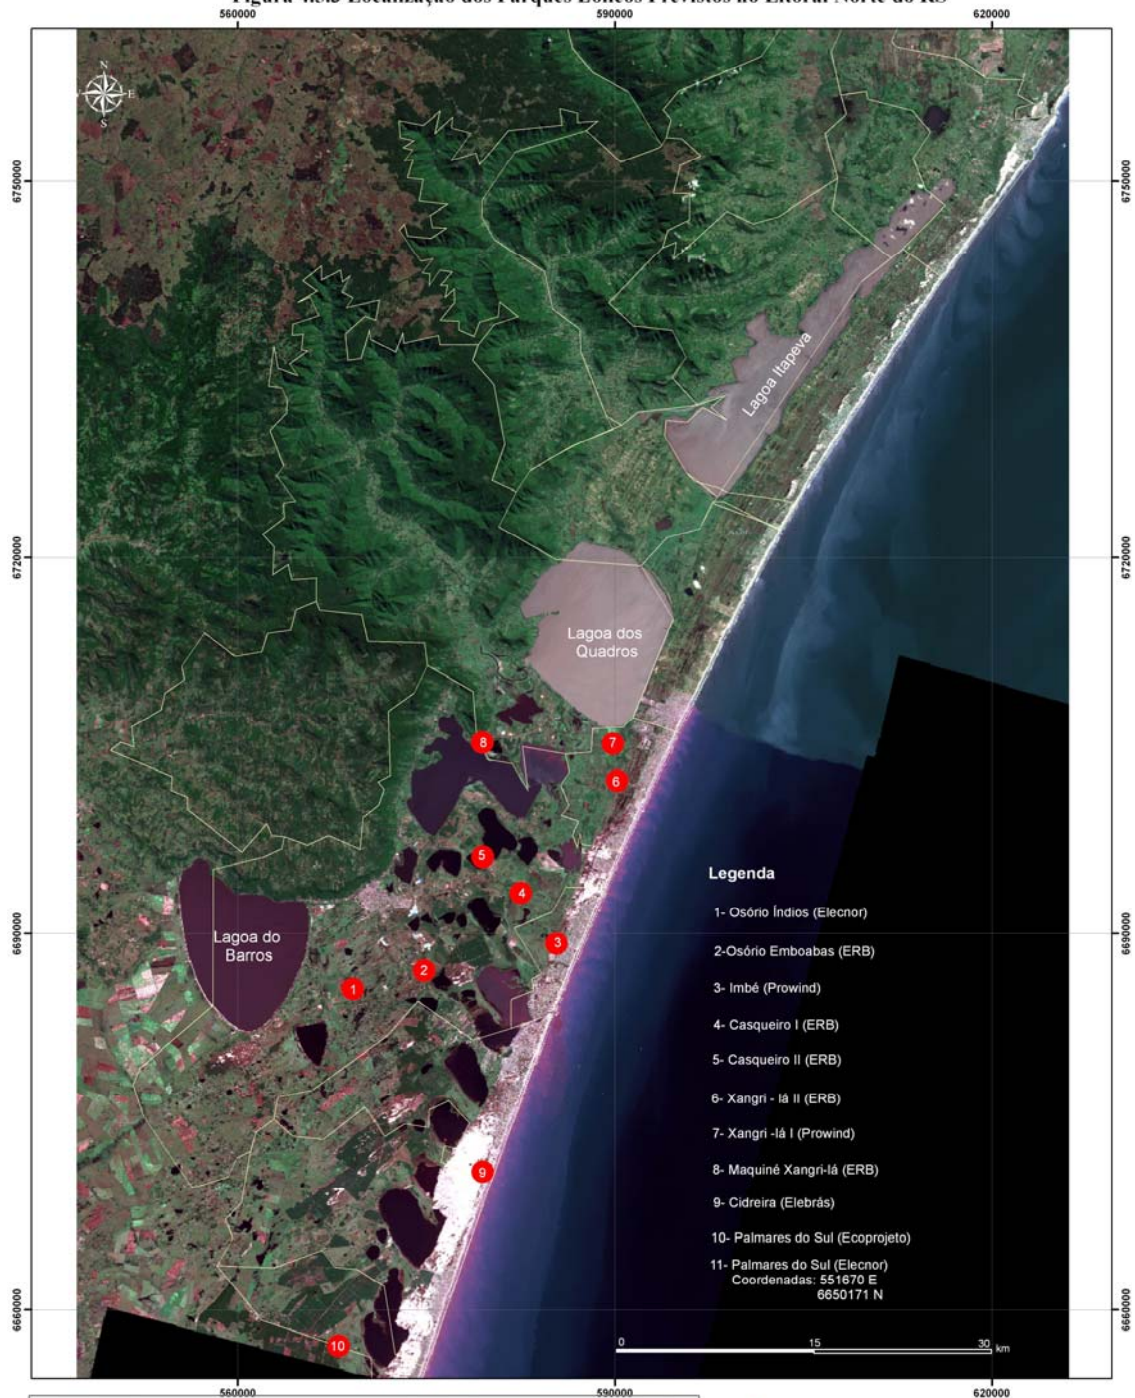 Figura 4.3.3 Localização dos Parques Eólicos Previstos no Litoral Norte do RS
560000
590000
620000
N
E
S
6750000
6750000
Lagoa Itapeva
6720000
6720000
Lagoa dos
Quadros
8
7
6
5
4
Lagoa do
Barros
3
2
1
6690000
6690000
9
10
Legenda
1- Osório Índios (Elecnor)
2-Osório Emboabas (ERB)
3- Imbé (Prowind)
4- Casqueiro I (ERB)
5- Casqueiro II (ERB)
6- Xangri - lá II (ERB)
7- Xangri -lá I (Prowind)
8- Maquiné Xangri-lá (ERB)
9- Cidreira (Elebrás)
10- Palmares do Sul (Ecoprojeto)
11- Palmares do Sul (Elecnor)
Coordenadas: 551670 E
6650171 N
6660000
6660000
0
15
30
km
560000
590000
620000